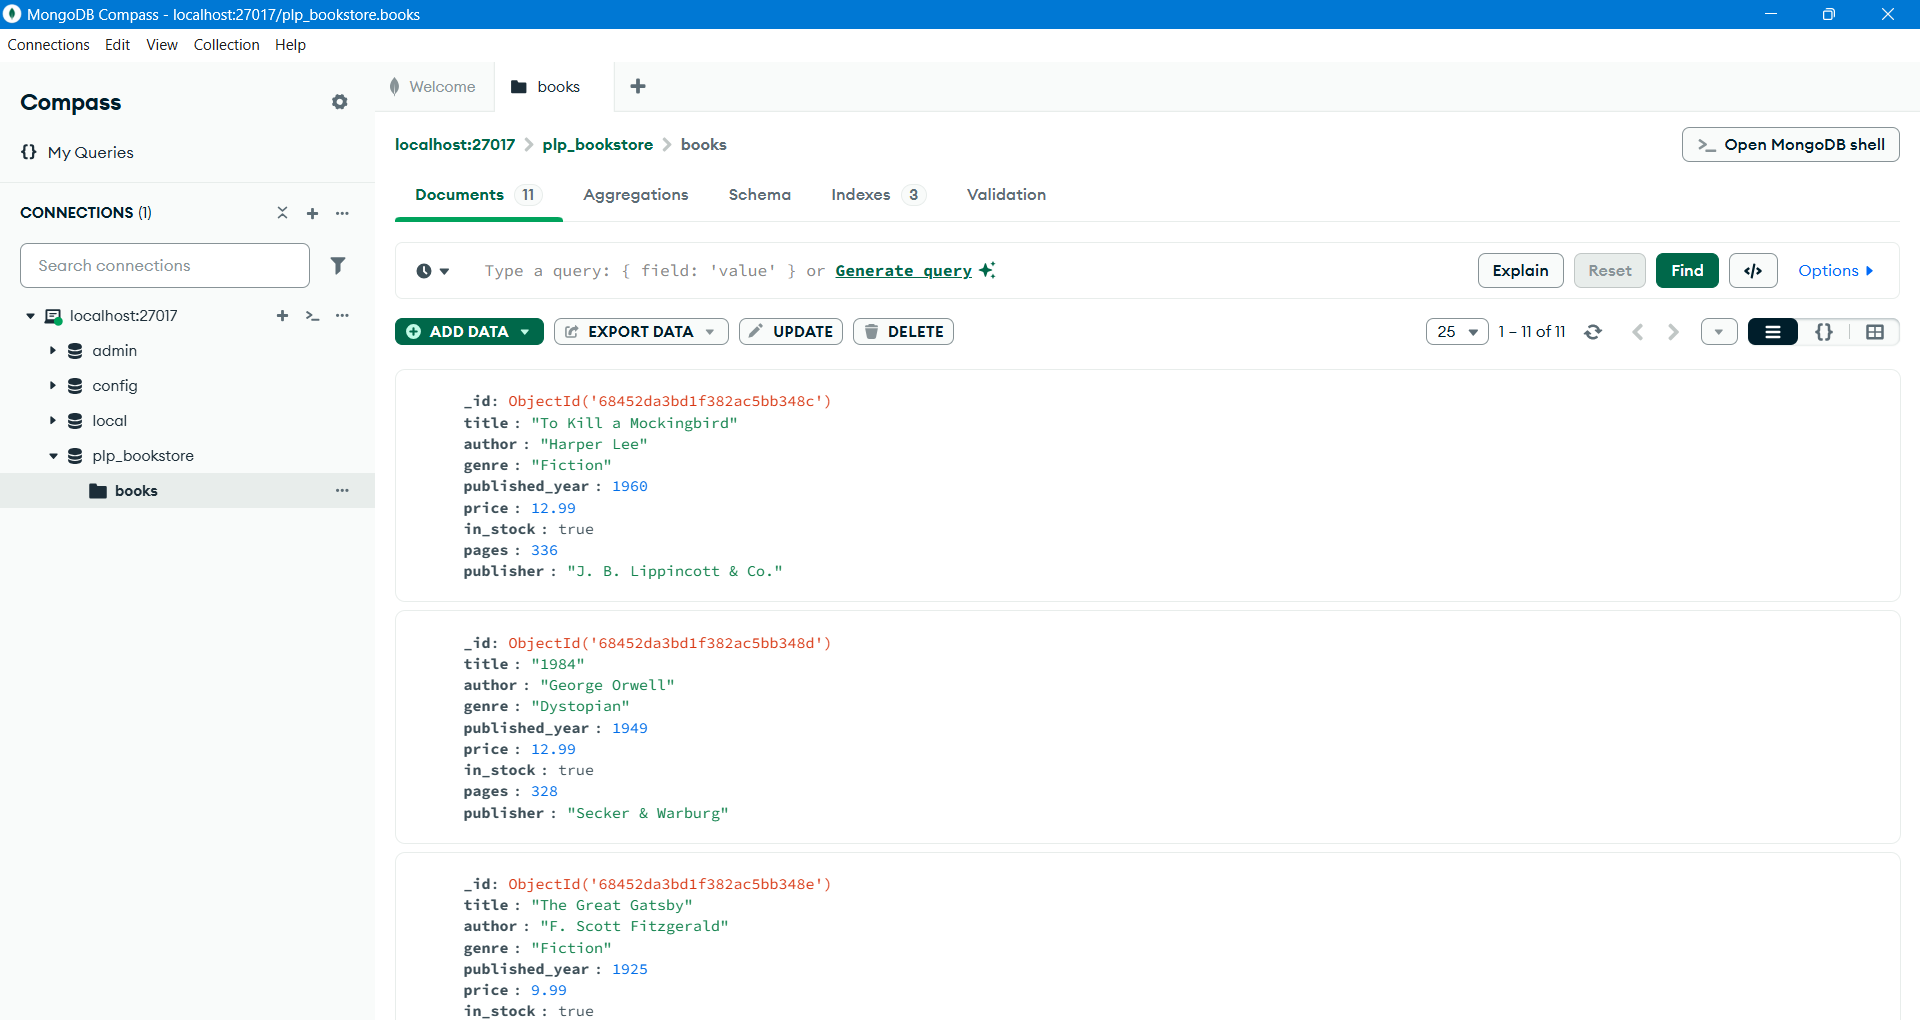 MongoDB Compass - localhost:27017/plp_bookstore.books
Connections Edit View Collection Help
Compass
{} My Queries
CONNECTIONS (1)
Search connections
localhost:27017
admin
config
local
plp_bookstore
books
Welcome
books
localhost:27017 > plp_bookstore > books
>_ Open MongoDB shell
Documents 11 Aggregations Schema Indexes 3 Validation
Type a query: { field: 'value' } or Generate query
Explain Reset Find </> Options
ADD DATA EXPORT DATA UPDATE DELETE
25 1 – 11 of 11 {}
_id: ObjectId('68452da3bd1f382ac5bb348c')
title : "To Kill a Mockingbird"
author : "Harper Lee"
genre : "Fiction"
published_year : 1960
price : 12.99
in_stock : true
pages : 336
publisher : "J. B. Lippincott & Co."
_id: ObjectId('68452da3bd1f382ac5bb348d')
title : "1984"
author : "George Orwell"
genre : "Dystopian"
published_year : 1949
price : 12.99
in_stock : true
pages : 328
publisher : "Secker & Warburg"
_id: ObjectId('68452da3bd1f382ac5bb348e')
title : "The Great Gatsby"
author : "F. Scott Fitzgerald"
genre : "Fiction"
published_year : 1925
price : 9.99
in_stock : true